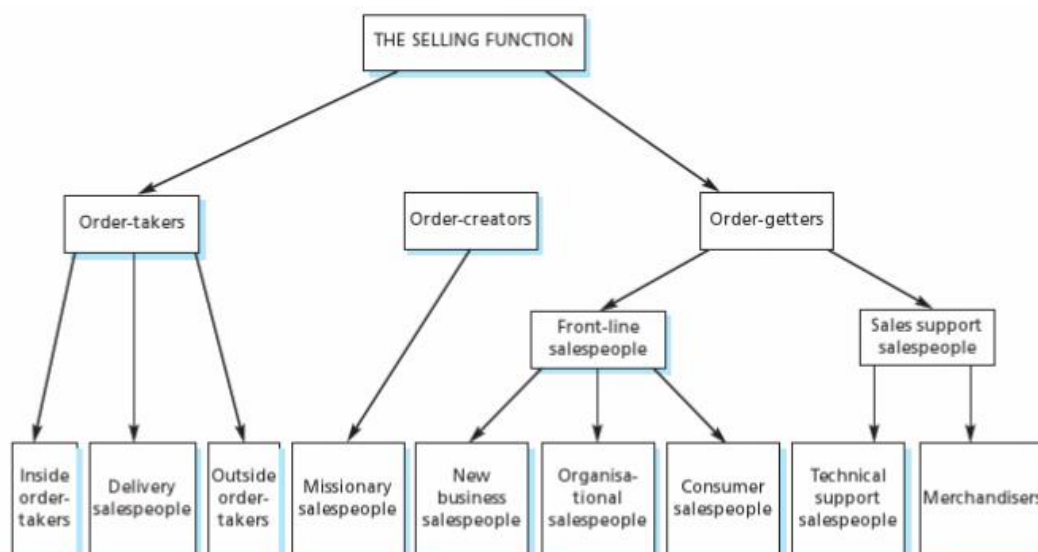 THE SELLING FUNCTION
Order-takers
Order-creators
Order-getters
Front-line
salespeople
Sales support
salespeople
Inside
order-
takers
Delivery
salespeople
Outside
order-
takers
Missionary
salespeople
New
business
salespeople
Organisa-
tional
salespeople
Consumer
salespeople
Technical
support
salespeople
Merchandisers